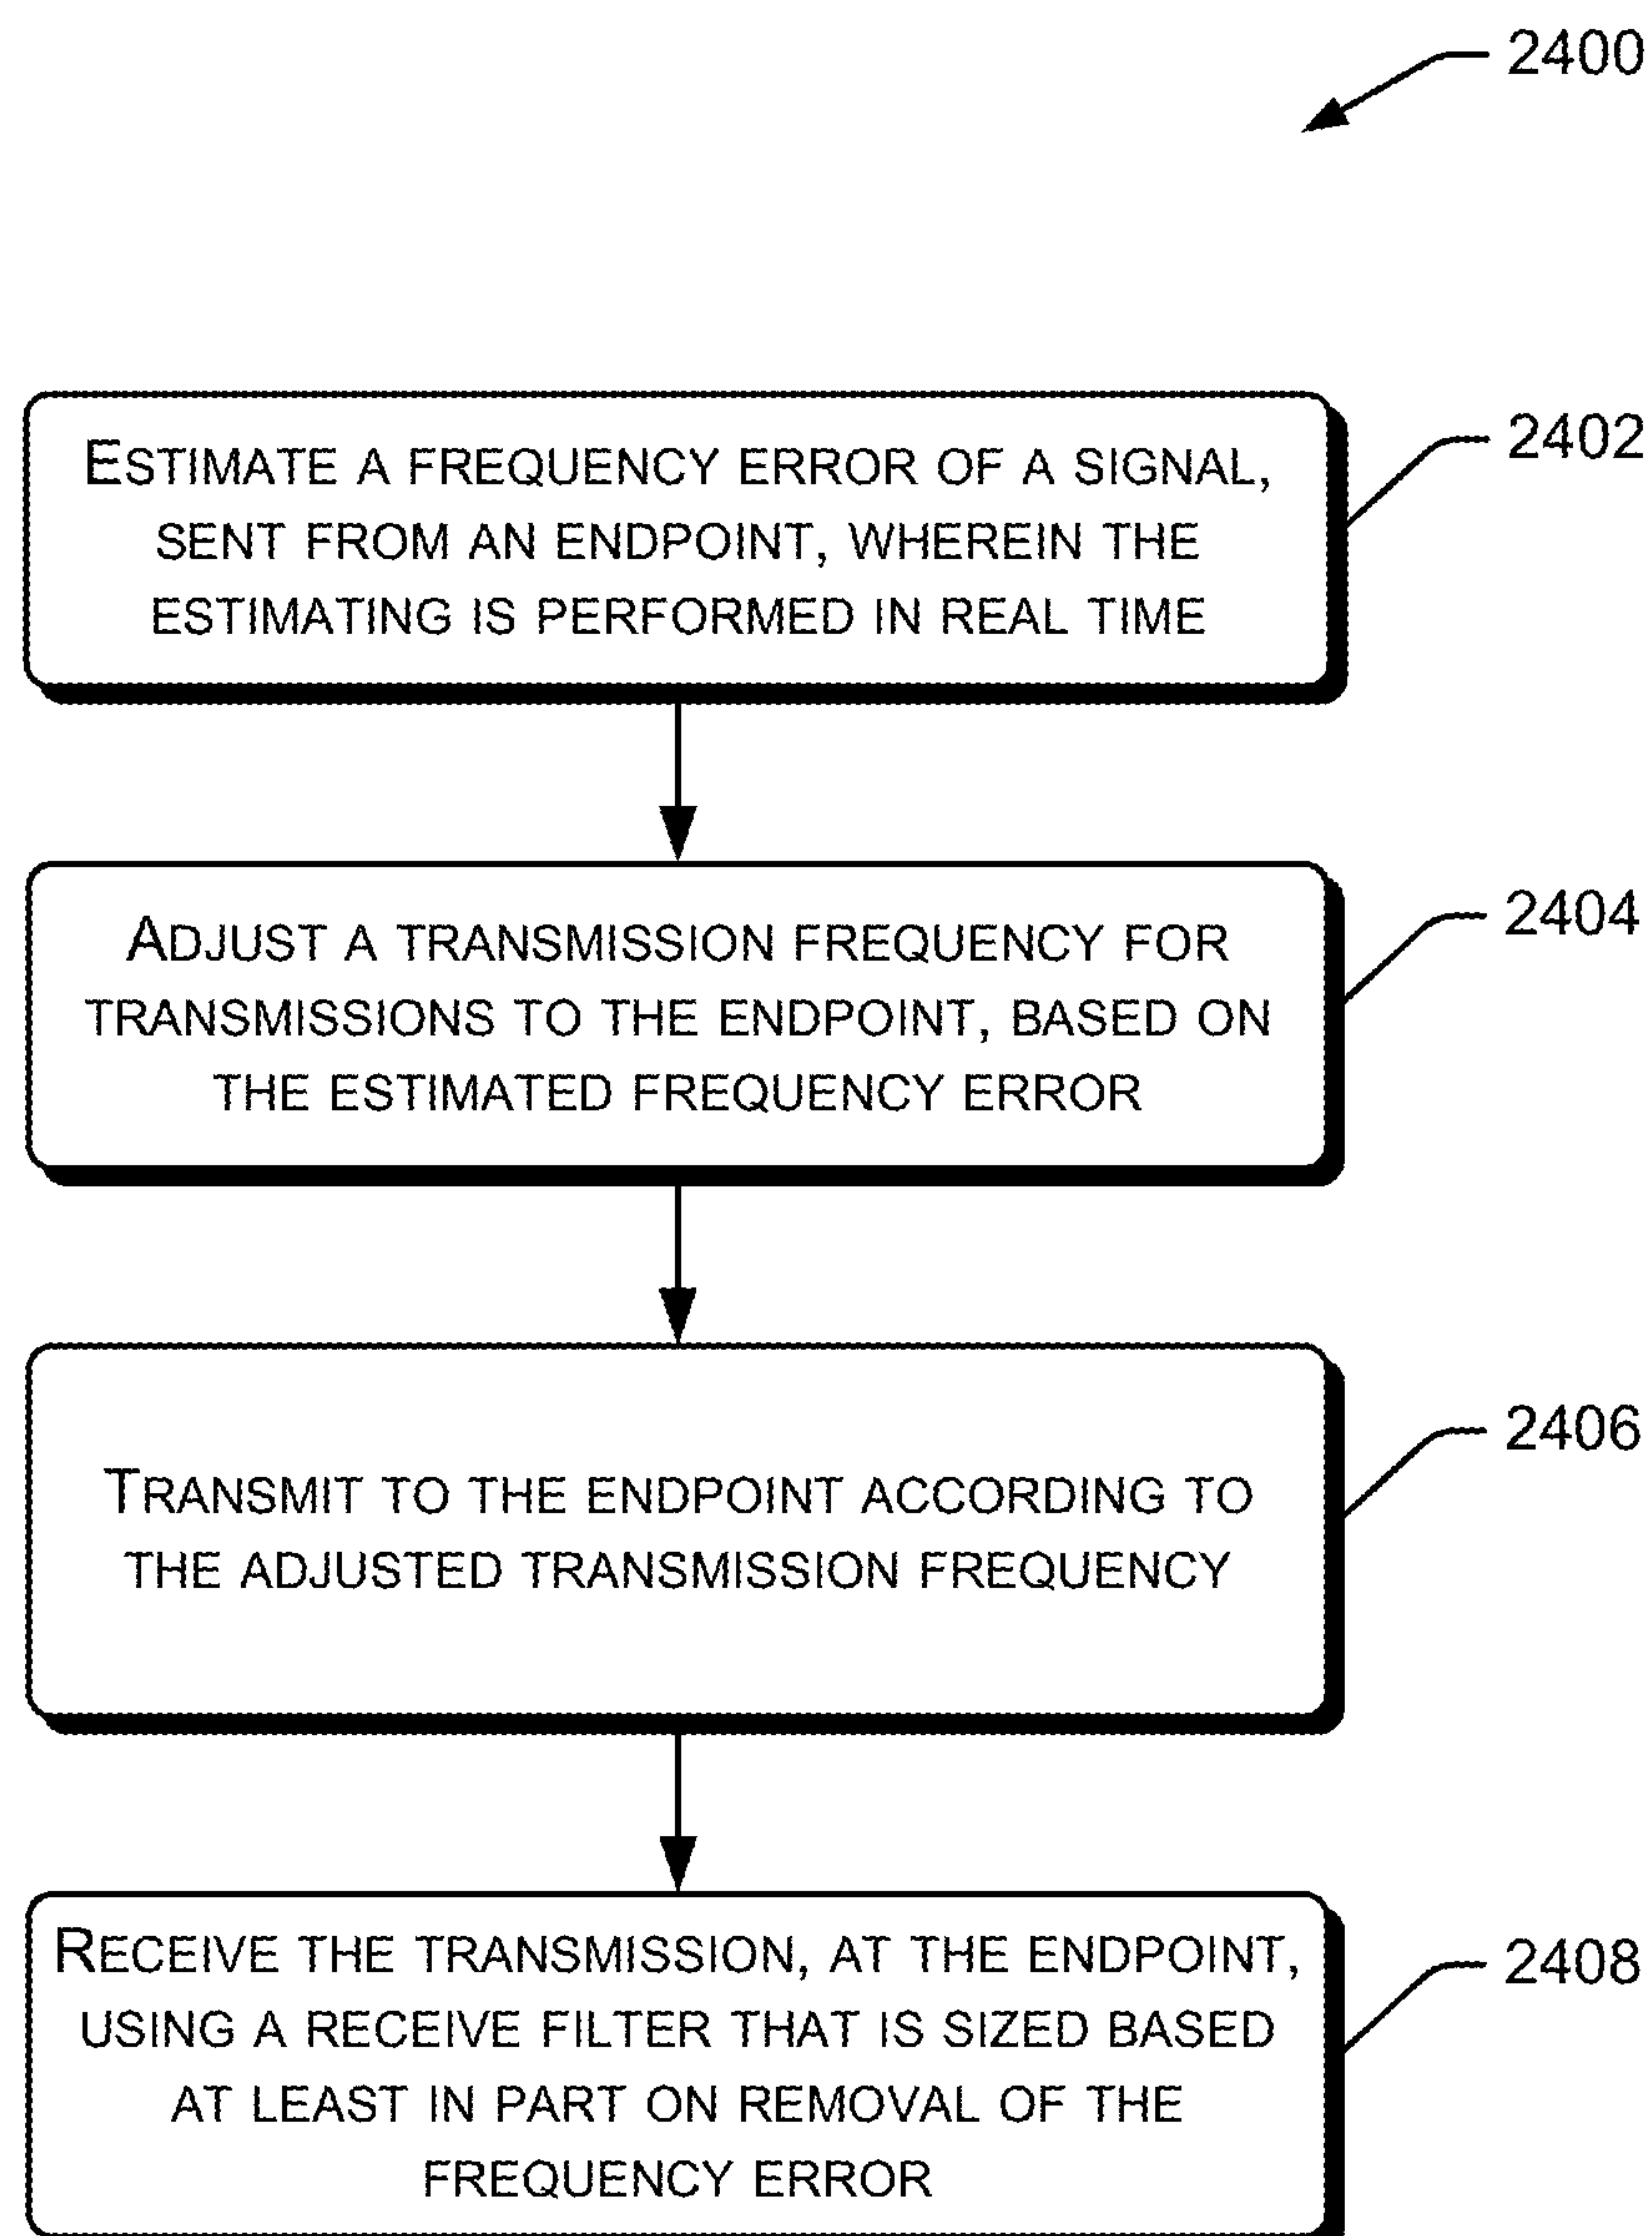 2400
2402
ESTIMATE A FREQUENCY ERROR OF A SIGNAL,
SENT FROM AN ENDPOINT, WHEREIN THE
ESTIMATING IS PERFORMED IN REAL TIME
2404
ADJUST A TRANSMISSION FREQUENCY FOR
TRANSMISSIONS TO THE ENDPOINT, BASED ON
THE ESTIMATED FREQUENCY ERROR
2406
TRANSMIT TO THE ENDPOINT ACCORDING TO
THE ADJUSTED TRANSMISSION FREQUENCY
2408
RECEIVE THE TRANSMISSION, AT THE ENDPOINT,
USING A RECEIVE FILTER THAT IS SIZED BASED
AT LEAST IN PART ON REMOVAL OF THE
FREQUENCY ERROR